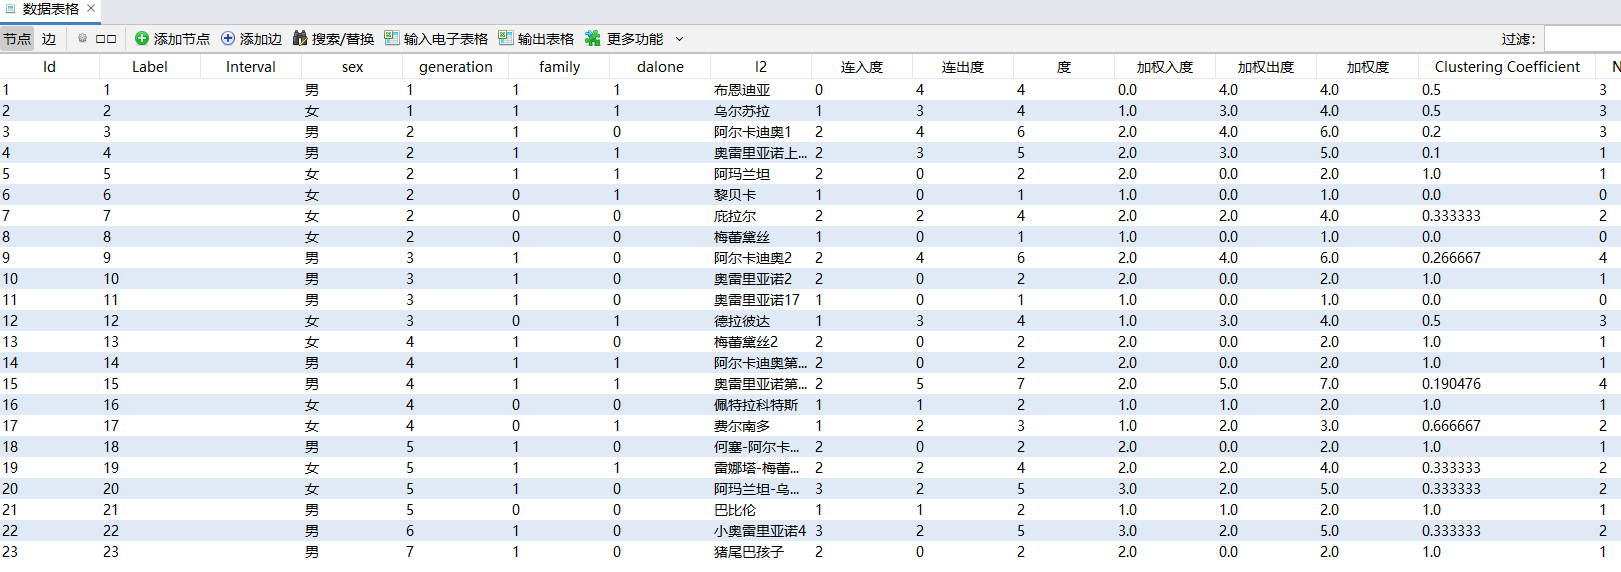 数据表格 ×
节点 边 添加节点 添加边 搜索/替换 输入电子表格 输出表格 更多功能 过滤:
Id Label Interval sex generation family dalone l2 连入度 连出度 度 加权入度 加权出度 加权度 Clustering Coefficient N
1 1 男 1 1 1 布恩迪亚 0 4 4 0.0 4.0 4.0 0.5 3
2 2 女 1 1 1 乌尔苏拉 1 3 4 1.0 3.0 4.0 0.5 3
3 3 男 2 1 0 阿尔卡迪奥1 2 4 6 2.0 4.0 6.0 0.2 3
4 4 男 2 1 1 奥雷里亚诺上... 2 3 5 2.0 3.0 5.0 0.1 1
5 5 女 2 1 1 阿玛兰坦 2 0 2 2.0 0.0 2.0 1.0 1
6 6 女 2 0 1 黎贝卡 1 0 1 1.0 0.0 1.0 0.0 0
7 7 女 2 0 0 庇拉尔 2 2 4 2.0 2.0 4.0 0.333333 2
8 8 女 2 0 0 梅蕾黛丝 1 0 1 1.0 0.0 1.0 0.0 0
9 9 男 3 1 0 阿尔卡迪奥2 2 4 6 2.0 4.0 6.0 0.266667 4
10 10 男 3 1 0 奥雷里亚诺2 2 0 2 2.0 0.0 2.0 1.0 1
11 11 男 3 1 0 奥雷里亚诺17 1 0 1 1.0 0.0 1.0 0.0 0
12 12 女 3 0 1 德拉彼达 1 3 4 1.0 3.0 4.0 0.5 3
13 13 女 4 1 0 梅蕾黛丝2 2 0 2 2.0 0.0 2.0 1.0 1
14 14 男 4 1 1 阿尔卡迪奥第... 2 0 2 2.0 0.0 2.0 1.0 1
15 15 男 4 1 1 奥雷里亚诺第... 2 5 7 2.0 5.0 7.0 0.190476 4
16 16 女 4 0 0 佩特拉科特斯 1 1 2 1.0 1.0 2.0 1.0 1
17 17 女 4 0 1 费尔南多 1 2 3 1.0 2.0 3.0 0.666667 2
18 18 男 5 1 0 何塞-阿尔卡... 2 0 2 2.0 0.0 2.0 1.0 1
19 19 女 5 1 1 雷娜塔-梅蕾... 2 2 4 2.0 2.0 4.0 0.333333 2
20 20 女 5 1 0 阿玛兰坦-乌... 3 2 5 3.0 2.0 5.0 0.333333 2
21 21 男 5 0 0 巴比伦 1 1 2 1.0 1.0 2.0 1.0 1
22 22 男 6 1 0 小奥雷里亚诺4 3 2 5 3.0 2.0 5.0 0.333333 2
23 23 男 7 1 0 猪尾巴孩子 2 0 2 2.0 0.0 2.0 1.0 1